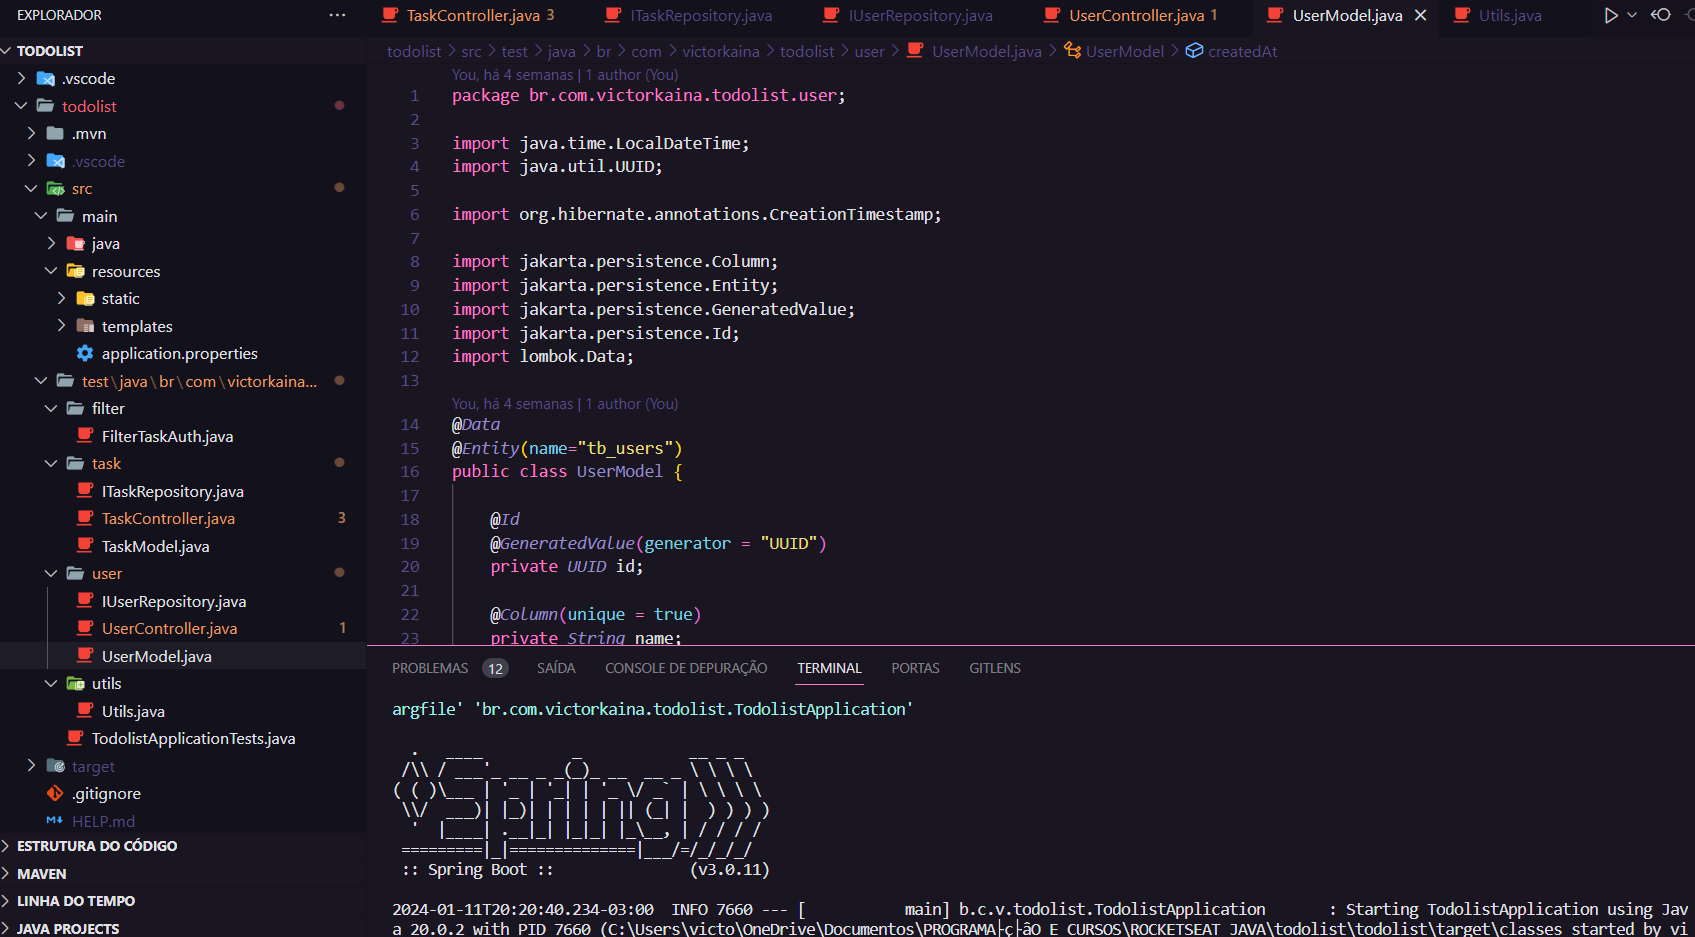 EXPLORADOR
TODOLIST
.vscode
todolist
.mvn
.vscode
src
main
java
resources
static
templates
application.properties
test\java\br\com\victorkaina...
filter
FilterTaskAuth.java
task
ITaskRepository.java
TaskController.java 3
TaskModel.java
user
IUserRepository.java
UserController.java 1
UserModel.java
utils
Utils.java
TodolistApplicationTests.java
target
.gitignore
HELP.md
ESTRUTURA DO CÓDIGO
MAVEN
LINHA DO TEMPO
JAVA PROJECTS
TaskController.java 3 ITaskRepository.java IUserRepository.java UserController.java 1 UserModel.java Utils.java
todolist > src > test > java > br > com > victorkaina > todolist > user > UserModel.java > UserModel > createdAt
You, há 4 semanas | 1 author (You)
1 package br.com.victorkaina.todolist.user;
2
3 import java.time.LocalDateTime;
4 import java.util.UUID;
5
6 import org.hibernate.annotations.CreationTimestamp;
7
8 import jakarta.persistence.Column;
9 import jakarta.persistence.Entity;
10 import jakarta.persistence.GeneratedValue;
11 import jakarta.persistence.Id;
12 import lombok.Data;
13
You, há 4 semanas | 1 author (You)
14 @Data
15 @Entity(name="tb_users")
16 public class UserModel {
17
18 @Id
19 @GeneratedValue(generator = "UUID")
20 private UUID id;
21
22 @Column(unique = true)
23 private String name;
PROBLEMAS 12 SAÍDA CONSOLE DE DEPURAÇÃO TERMINAL PORTAS GITLENS
argfile' 'br.com.victorkaina.todolist.TodolistApplication'
Spring
:: Spring Boot :: (v3.0.11)
2024-01-11T20:20:40.234-03:00 INFO 7660 --- [ main] b.c.v.todolist.TodolistApplication : Starting TodolistApplication using Jav
a 20.0.2 with PID 7660 (C:\Users\victo\OneDrive\Documentos\PROGRAMA├ç├âO E CURSOS\ROCKETSEAT JAVA\todolist\todolist\target\classes started by vi